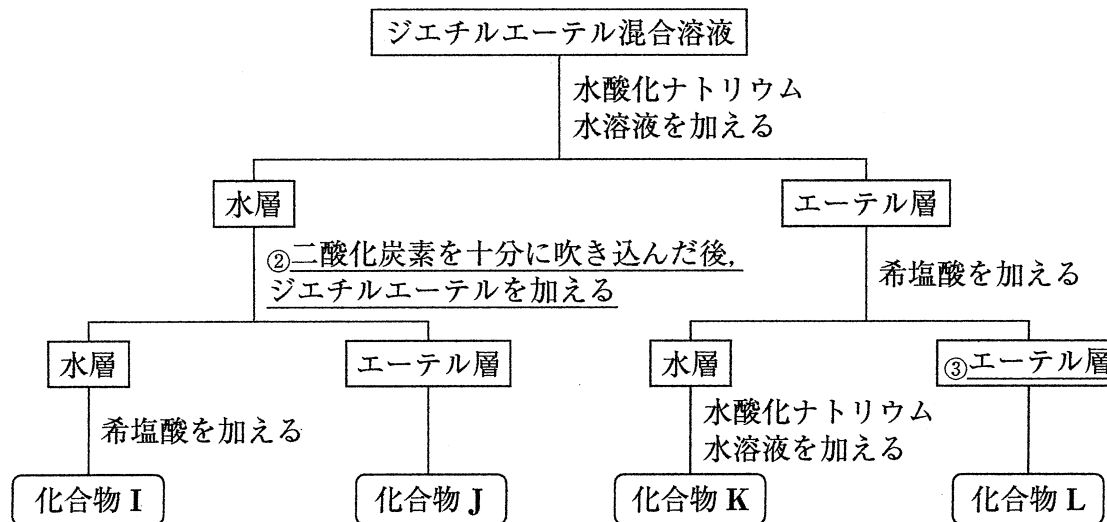 ジエチルエーテル混合溶液
水酸化ナトリウム
水溶液を加える
水層
エーテル層
②二酸化炭素を十分に吹き込んだ後,
ジエチルエーテルを加える
希塩酸を加える
水層
エーテル層
水層
③エーテル層
希塩酸を加える
水酸化ナトリウム
水溶液を加える
化合物 I
化合物 J
化合物 K
化合物 L